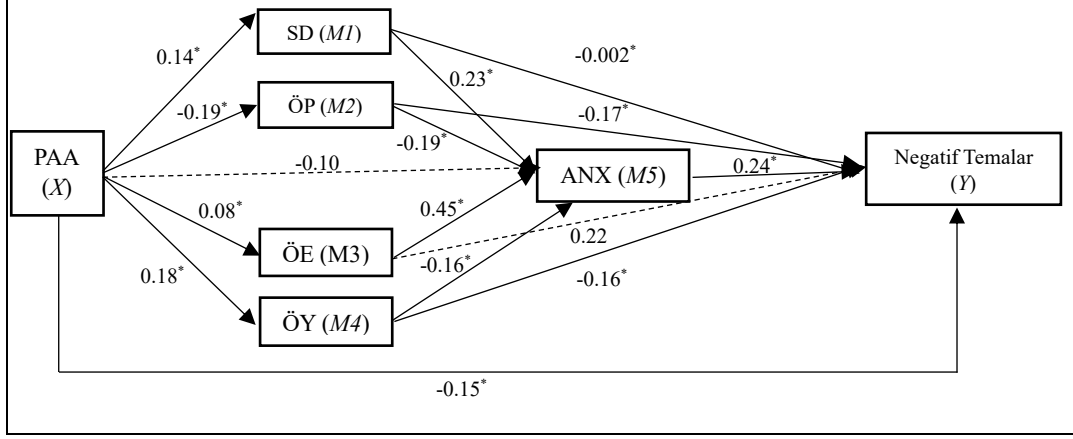 SD (M1)
-0.002*
0.14*
0.23*
ÖP (M2)
-0.19*
-0.17*
-0.19*
PAA
(X)
-0.10
ANX (M5)
0.24*
Negatif Temalar
(Y)
0.08*
0.45*
ÖE (M3)
0.22
0.18*
-0.16*
-0.16*
ÖY (M4)
-0.15*